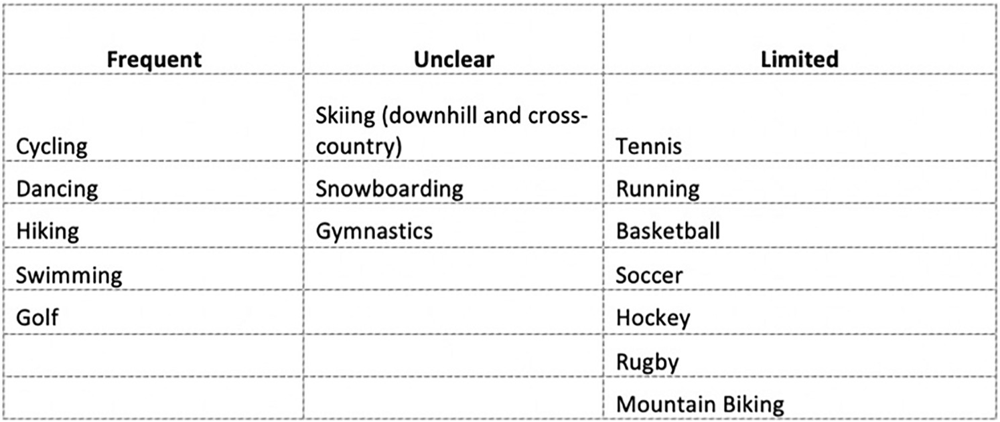 Frequent Unclear Limited
Skiing (downhill and cross-
Cycling country) Tennis
Dancing Snowboarding Running
Hiking Gymnastics Basketball
Swimming Soccer
Golf Hockey
Rugby
Mountain Biking